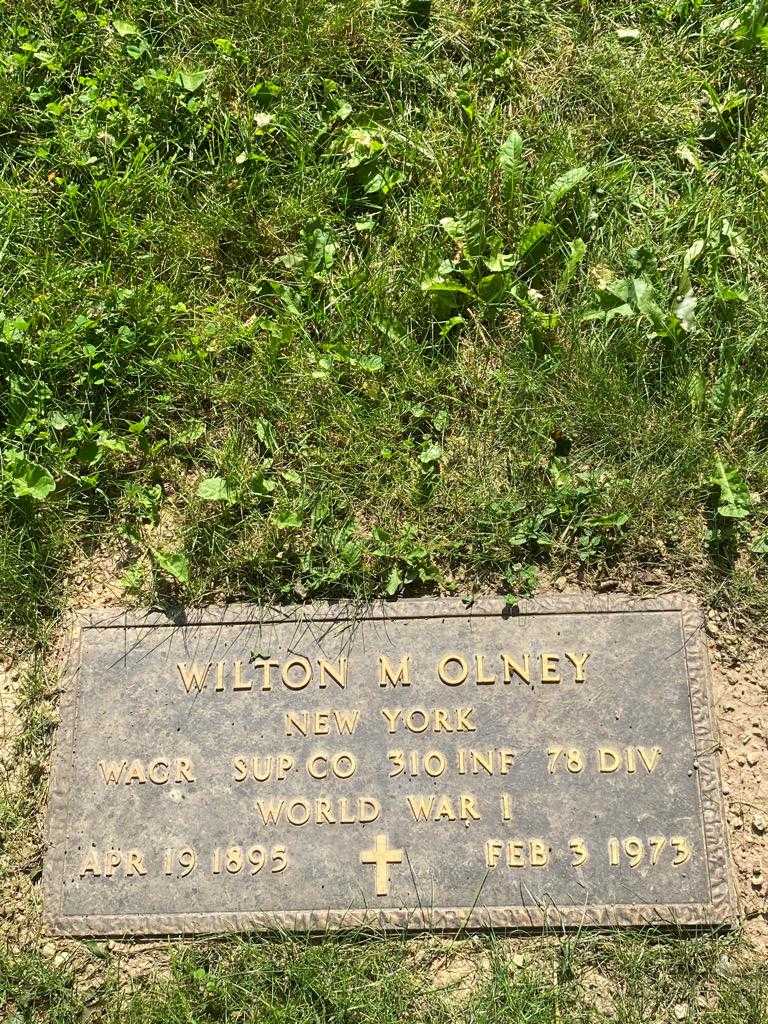 WILTON M OLNEY
NEW YORK
WAGR SUP CO 310 INF 78 DIV
WORLD WAR I
APR 19 1895 FEB 3 1973